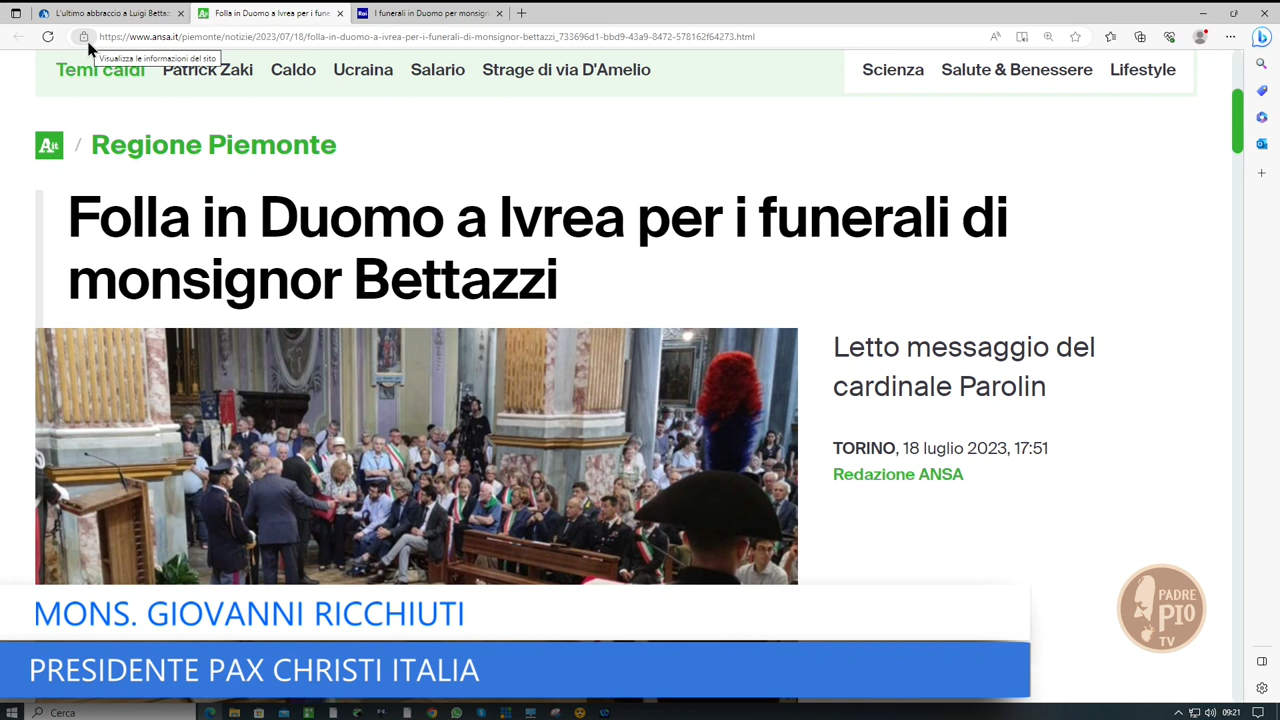 L'ultimo abbraccio a Luigi Bettaz
Folla in Duomo a Ivrea per i fune
I funerali in Duomo per monsign
https://www.ansa.it/piemonte/notizie/2023/07/18/folla-in-duomo-a-ivrea-per-i-funerali-di-monsignor-bettazzi_733696d1-bbd9-43a9-8472-578162f64273.html
Visualizza le informazioni del sito
Temi caldi Patrick Zaki Caldo Ucraina Salario Strage di via D'Amelio Scienza Salute & Benessere Lifestyle
Ait / Regione Piemonte
Folla in Duomo a Ivrea per i funerali di
monsignor Bettazzi
Letto messaggio del
cardinale Parolin
TORINO, 18 luglio 2023, 17:51
Redazione ANSA
MONS. GIOVANNI RICCHIUTI
PRESIDENTE PAX CHRISTI ITALIA
PADRE
PIO
TV
Cerca
09:21